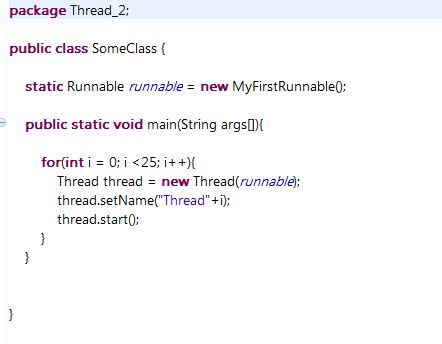 package Thread_2;
public class SomeClass {
static Runnable runnable = new MyFirstRunnable();
public static void main(String args[]){
for(int i = 0; i <25; i++){
Thread thread = new Thread(runnable);
thread.setName("Thread"+i);
thread.start();
}
}
}